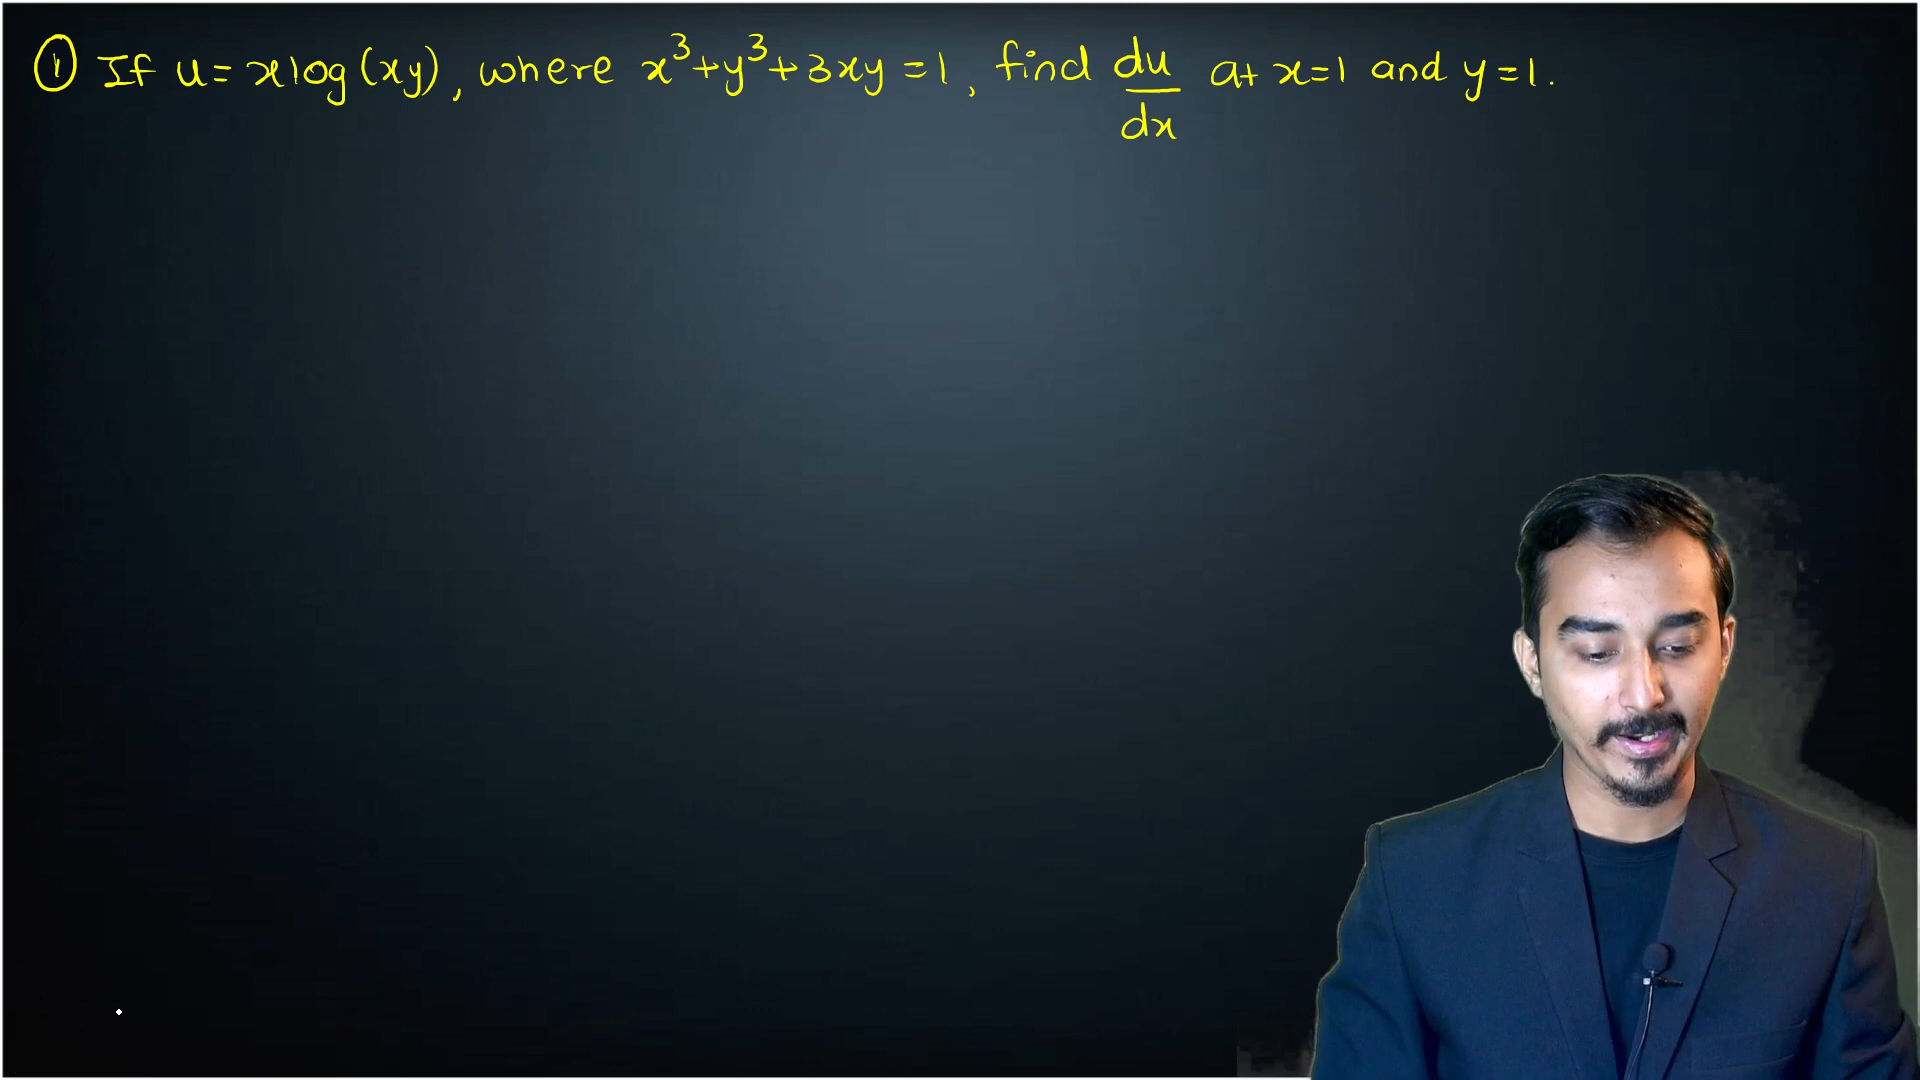 ① If u = x log (xy), where x³+y³+3xy = 1, find du/dx at x=1 and y=1.